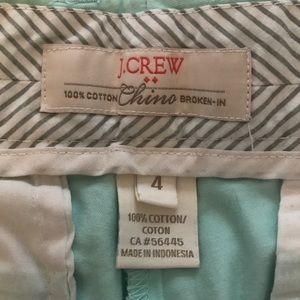 J.CREW
100% COTTON Chino BROKEN-IN
4
100% COTTON/
COTON
CA #56445
MADE IN INDONESIA